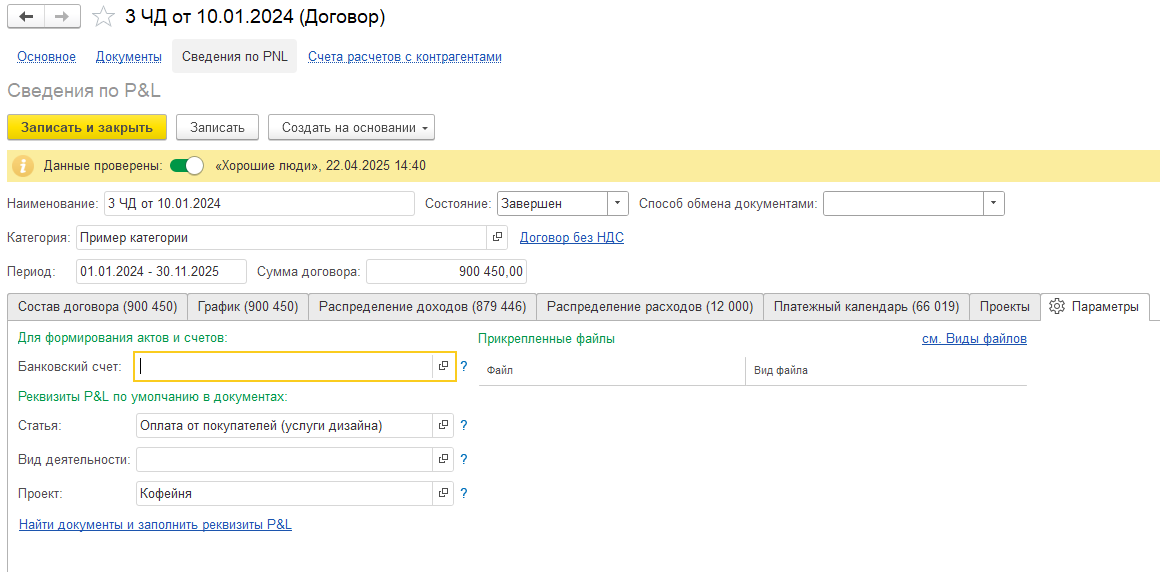 3 ЧД от 10.01.2024 (Договор)
Основное Документы Сведения по PNL Счета расчетов с контрагентами
Сведения по P&L
Записать и закрыть Записать Создать на основании
Данные проверены: «Хорошие люди», 22.04.2025 14:40
Наименование: 3 ЧД от 10.01.2024 Состояние: Завершен Способ обмена документами:
Категория: Пример категории Договор без НДС
Период: 01.01.2024 - 30.11.2025 Сумма договора: 900 450,00
Состав договора (900 450) График (900 450) Распределение доходов (879 446) Распределение расходов (12 000) Платежный календарь (66 019) Проекты Параметры
Для формирования актов и счетов: Прикрепленные файлы см. Виды файлов
Банковский счет: ? Файл Вид файла
Реквизиты P&L по умолчанию в документах:
Статья: Оплата от покупателей (услуги дизайна) ?
Вид деятельности: ?
Проект: Кофейня ?
Найти документы и заполнить реквизиты P&L